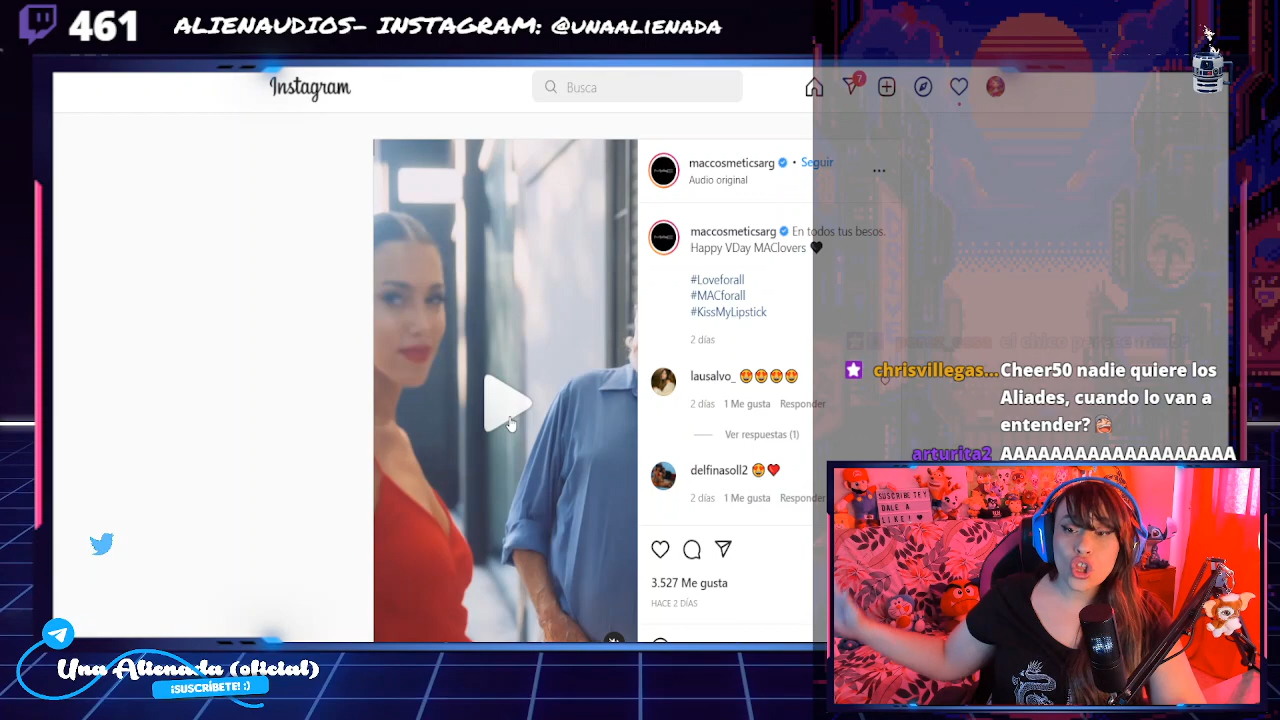 461
ALIENAUDIOS- INSTAGRAM: @UNAALIENADA
Instagram
Busca
7
maccosmeticsarg • Seguir
Audio original
maccosmeticsarg En todos tus besos.
Happy VDay MAClovers
#Loveforall
#MACforall
#KissMyLipstick
2 días
lausalvo_
2 días 1 Me gusta Responder
Ver respuestas (1)
delfinasoll2
2 días 1 Me gusta Responder
3.527 Me gusta
HACE 2 DÍAS
chrisvillegas... Cheer50 nadie quiere los
Aliades, cuando lo van a
entender?
arturita2 AAAAAAAAAAAAAAAAAA
SUSCRIBETE Y
DALE A
LIKE!
Una Alienada (oficial)
¡SUSCRÍBETE! :)